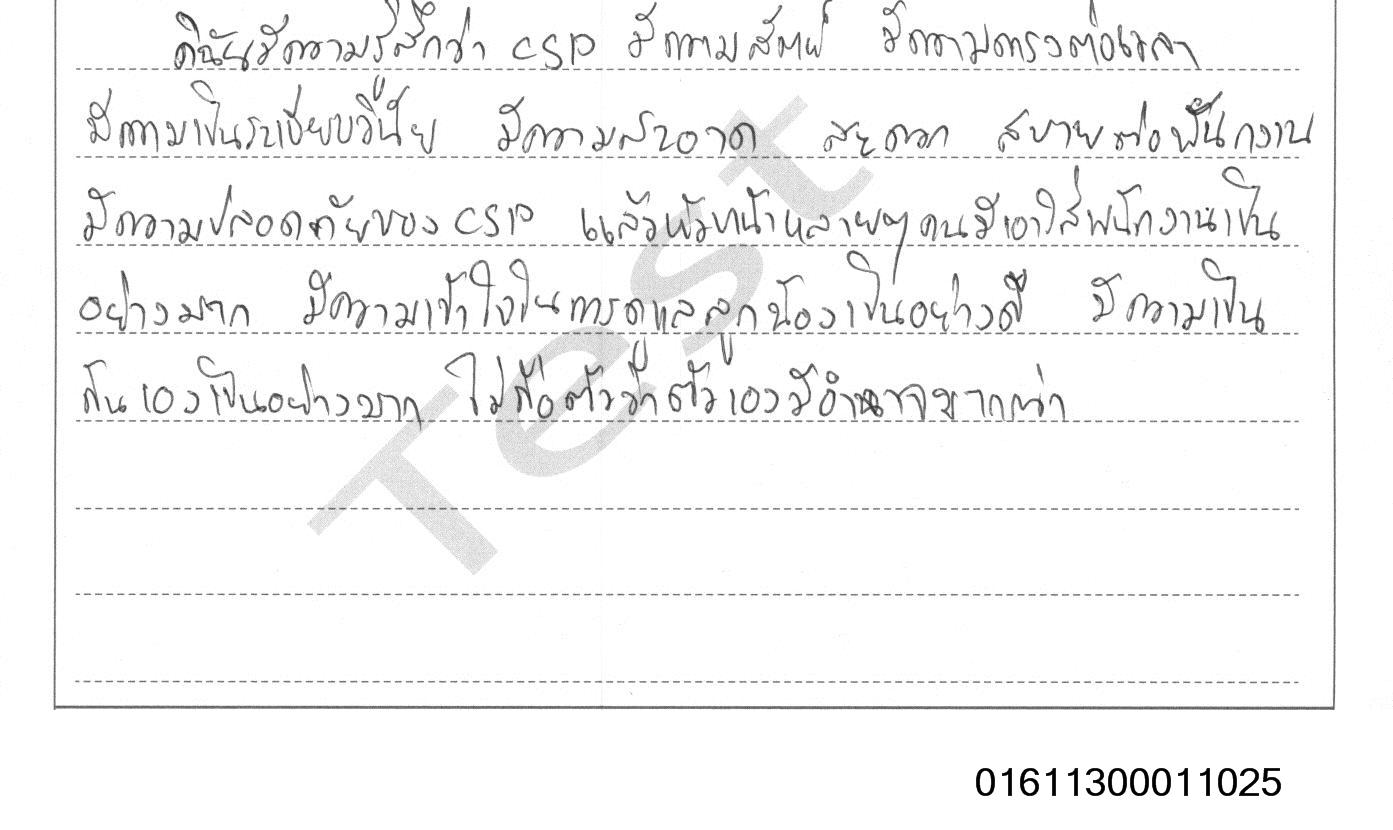 ดิฉันมีความรู้สึกว่า CSP มีความสัตย์ มีความตรงต่อเวลา
มีความเป็นระเบียบวินัย มีความสะอาด สะดวก สบายต่อพนักงาน
มีความปลอดภัยของ CSP แล้วหัวหน้าหลายๆคนมีเอาใส่พนักงานเป็น
อย่างมาก มีความเข้าใจในการดูแลลูกน้องเป็นอย่างดี มีความเป็น
กันเองเป็นอย่างมาก ไม่ถือตัวว่าตัวเองมีอำนาจมากกว่า
Test
01611300011025